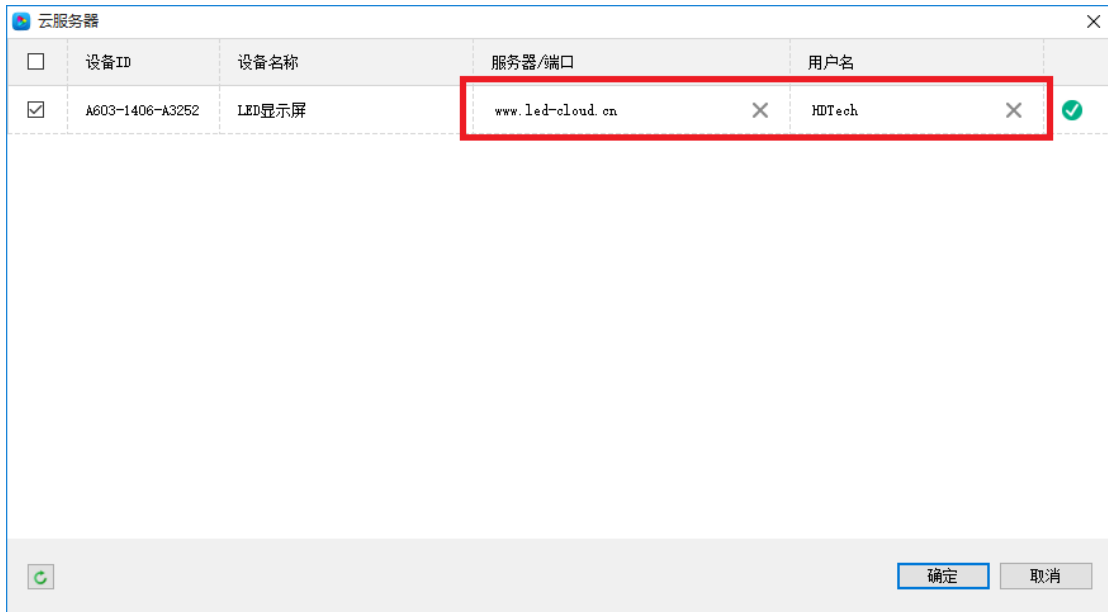 云服务器
设备ID 设备名称 服务器/端口 用户名
A603-1406-A3252 LED显示屏 www.led-cloud.cn HDTech
确定 取消